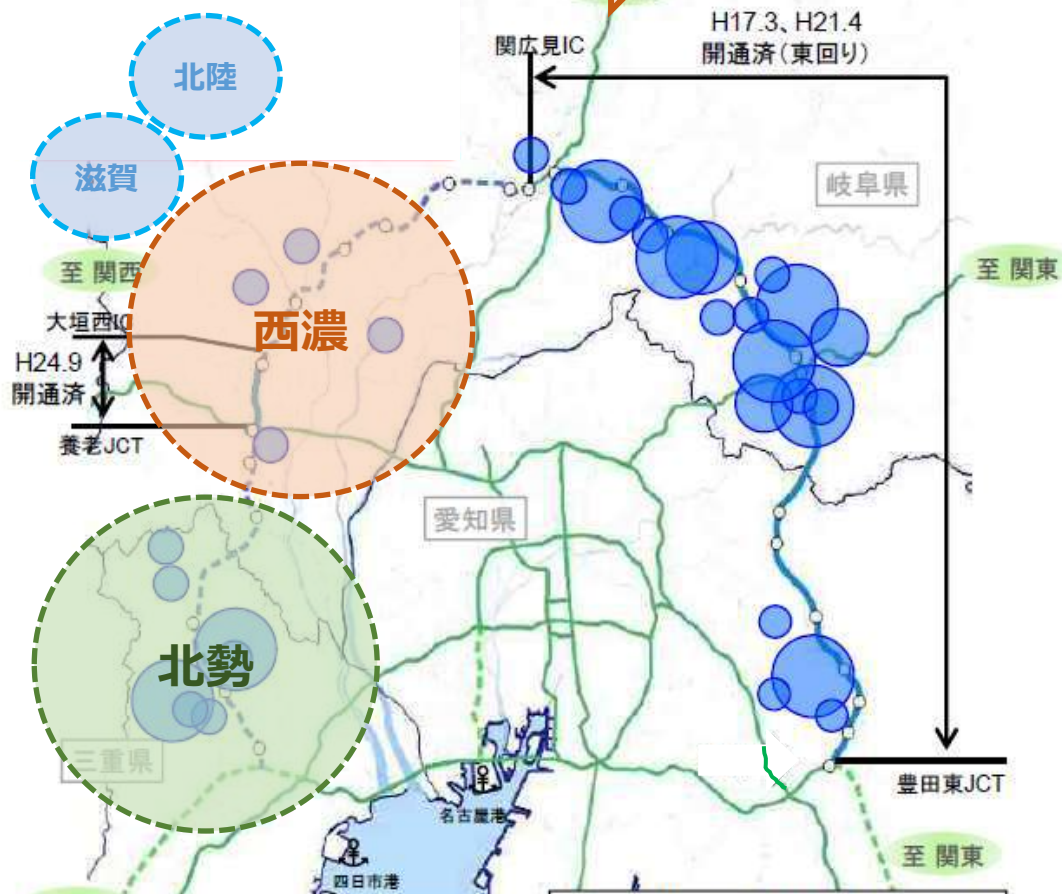 H17.3、H21.4
開通済（東回り）
関広見IC
北陸
滋賀
岐阜県
至 関西
至 関東
大垣西IC
西濃
H24.9
開通済
養老JCT
愛知県
北勢
三重県
豊田東JCT
名古屋港
至 関東
四日市港